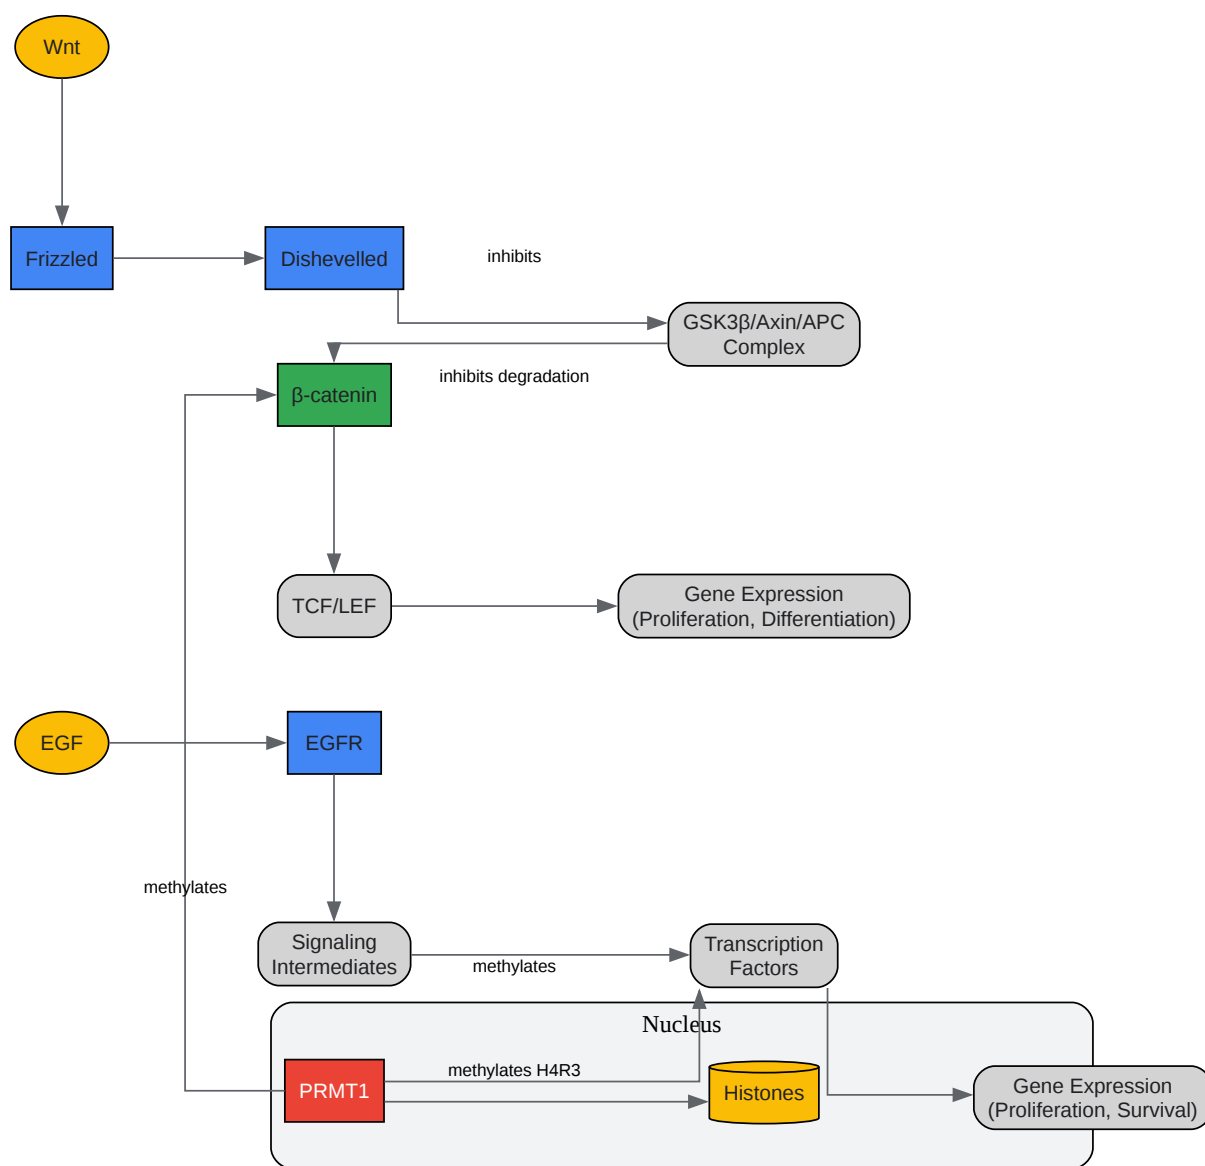 Wnt
Frizzled
Dishevelled
inhibits
GSK3β/Axin/APC
Complex
inhibits degradation
β-catenin
TCF/LEF
Gene Expression
(Proliferation, Differentiation)
EGF
EGFR
methylates
Signaling
Intermediates
methylates
Transcription
Factors
Nucleus
PRMT1
methylates H4R3
Histones
Gene Expression
(Proliferation, Survival)